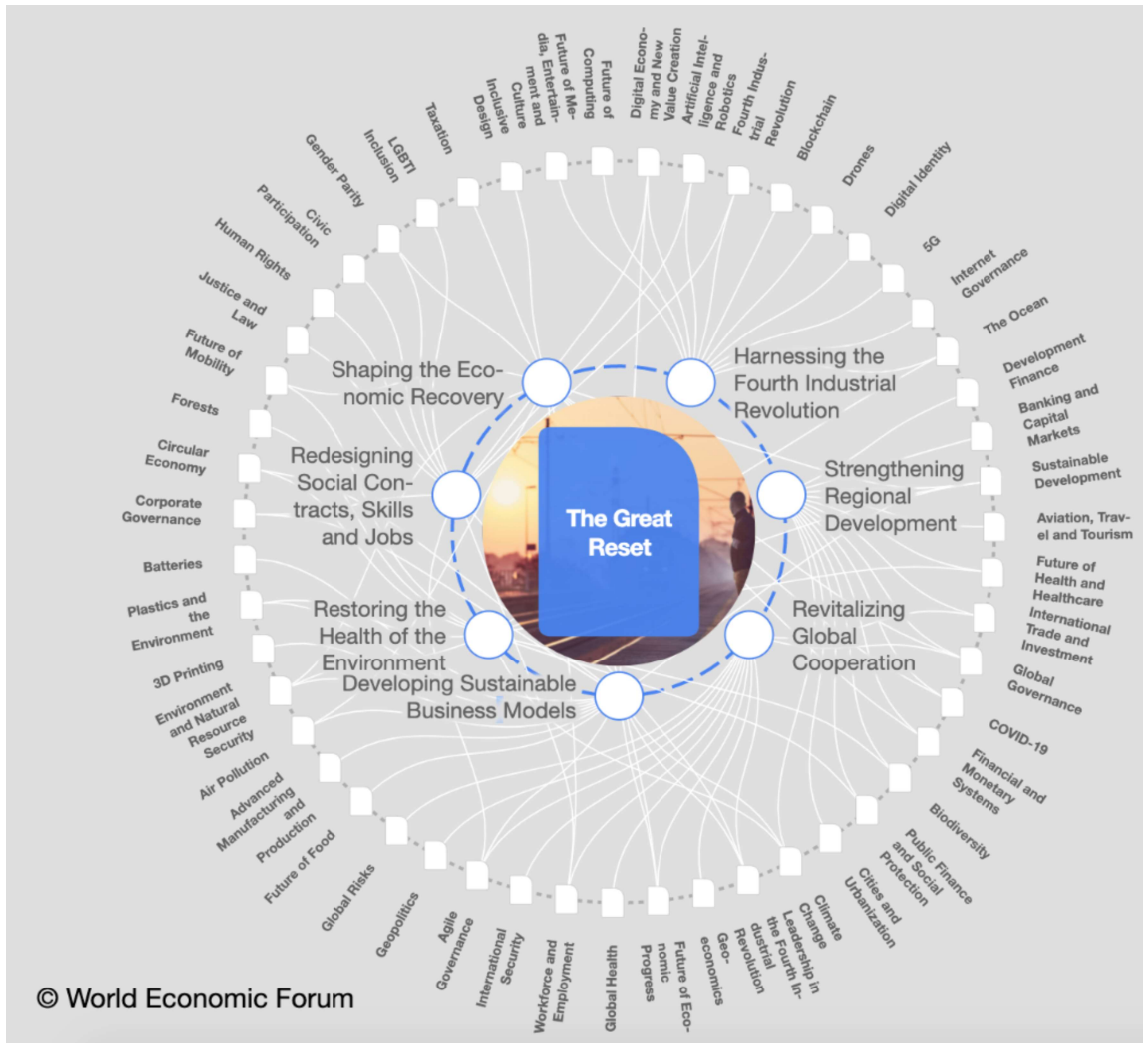 The Great
Reset
Shaping the Eco-
nomic Recovery
Harnessing the
Fourth Industrial
Revolution
Strengthening
Regional
Development
Revitalizing
Global
Cooperation
Developing Sustainable
Business Models
Restoring the
Health of the
Environment
Redesigning
Social Con-
tracts, Skills
and Jobs
Future of
Computing
Digital Econo-
my and New
Value Creation
Artificial Intel-
ligence and
Robotics
Fourth Indus-
trial
Revolution
Blockchain
Drones
Digital Identity
5G
Internet
Governance
The Ocean
Development
Finance
Banking and
Capital
Markets
Sustainable
Development
Aviation, Trav-
el and Tourism
Future of
Health and
Healthcare
International
Trade and
Investment
Global
Governance
COVID-19
Financial and
Monetary
Systems
Biodiversity
Public Finance
and Social
Protection
Cities and
Urbanization
Climate
Change
Leadership in
the Fourth In-
dustrial
Revolution
Geo-
economics
Future of Eco-
nomic
Progress
Global Health
Workforce and
Employment
International
Security
Agile
Governance
Geopolitics
Global Risks
Future of Food
Advanced
Manufacturing
and
Production
Air Pollution
Environment
and Natural
Resource
Security
3D Printing
Plastics and
the
Environment
Batteries
Corporate
Governance
Circular
Economy
Forests
Future of
Mobility
Justice and
Law
Human Rights
Civic
Participation
Gender Parity
LGBTI
Inclusion
Taxation
Inclusive
Design
Future of Me-
dia, Entertain-
ment and
Culture
© World Economic Forum